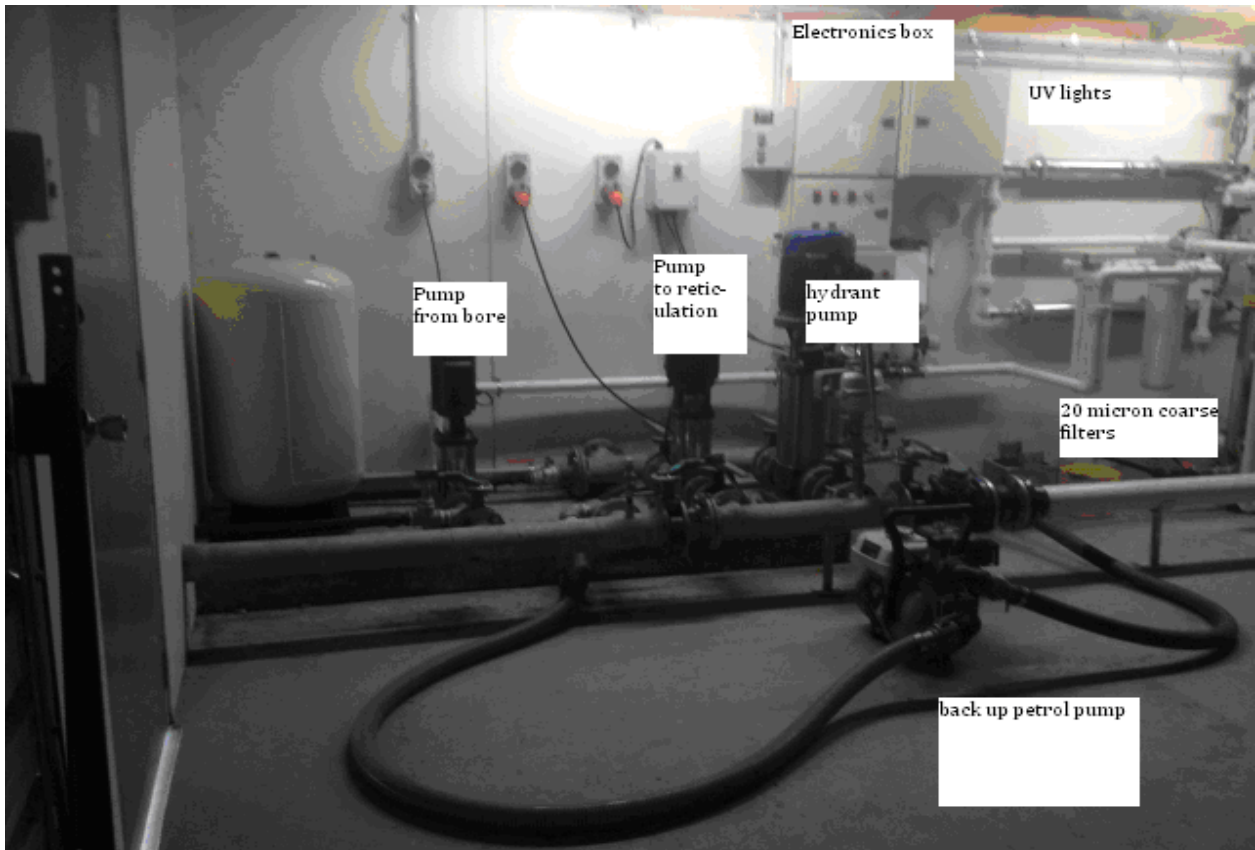 Electronics box
UV lights
Pump
from bore
Pump
to retic-
ulation
hydrant
pump
20 micron coarse
filters
back up petrol pump